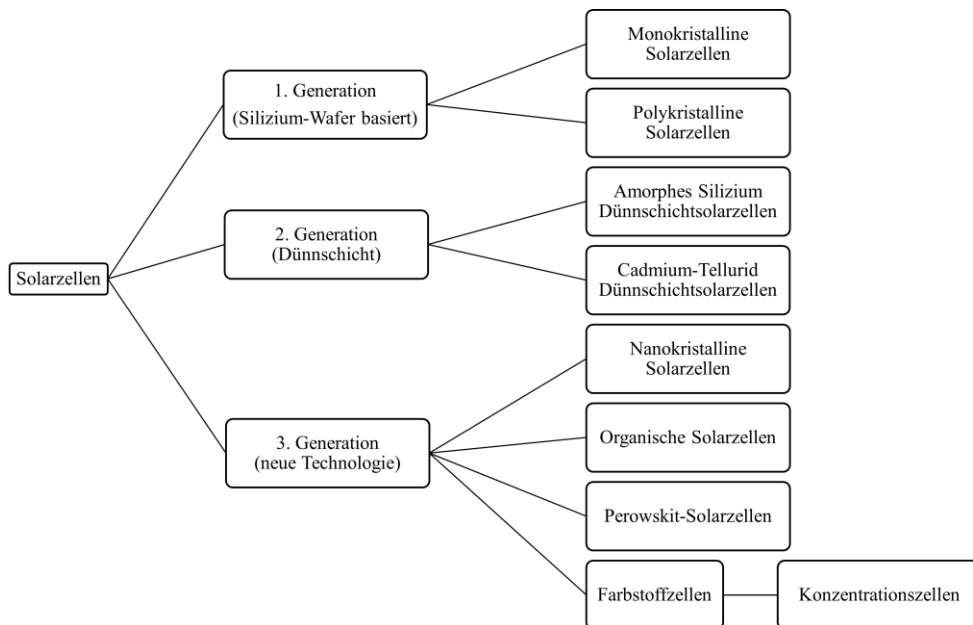 Solarzellen
1. Generation
(Silizium-Wafer basiert)
Monokristalline
Solarzellen
Polykristalline
Solarzellen
2. Generation
(Dünnschicht)
Amorphes Silizium
Dünnschichtsolarzellen
Cadmium-Tellurid
Dünnschichtsolarzellen
3. Generation
(neue Technologie)
Nanokristalline
Solarzellen
Organische Solarzellen
Perowskit-Solarzellen
Farbstoffzellen
Konzentrationszellen